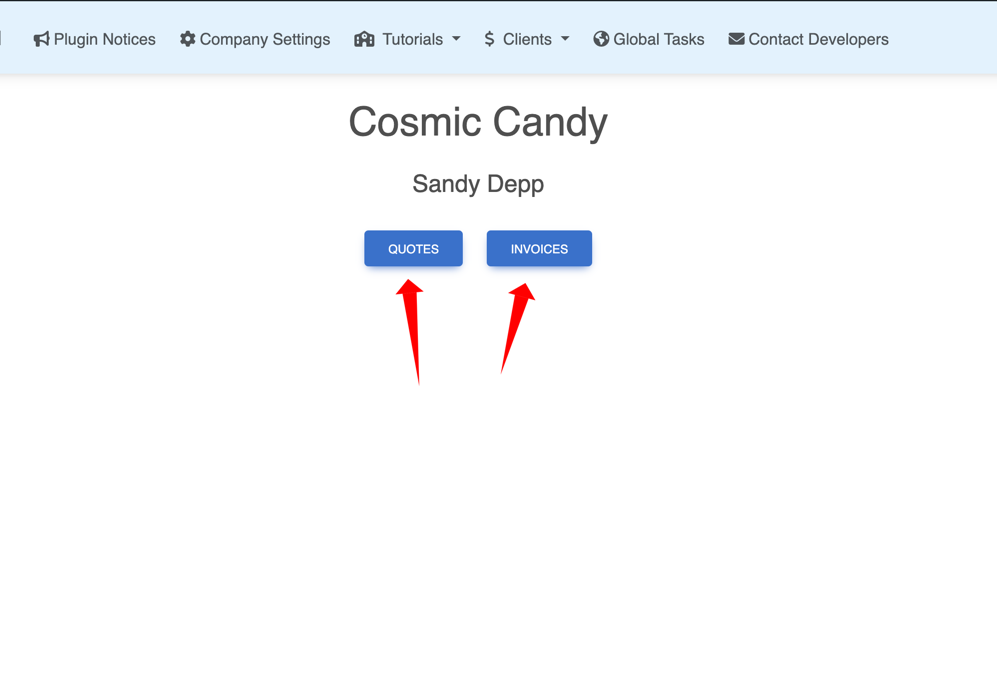 Plugin Notices Company Settings Tutorials $ Clients Global Tasks Contact Developers
Cosmic Candy
Sandy Depp
QUOTES INVOICES